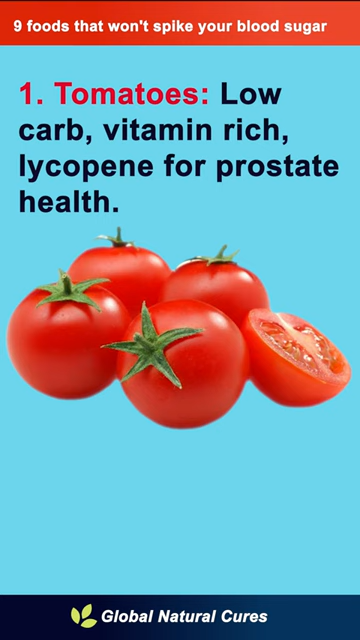 9 foods that won't spike your blood sugar
1. Tomatoes: Low
carb, vitamin rich,
lycopene for prostate
health.
Global Natural Cures